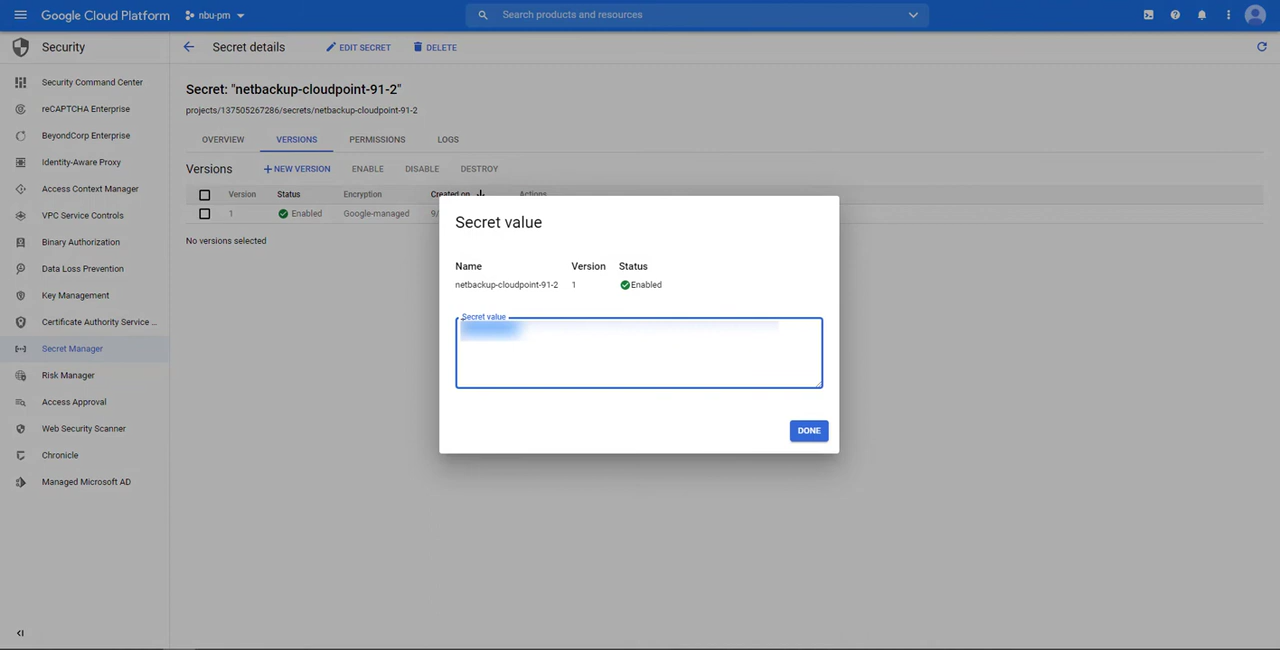 Google Cloud Platform nbu-pm Search products and resources
Security
Secret details EDIT SECRET DELETE
Security Command Center
reCAPTCHA Enterprise
BeyondCorp Enterprise
Identity-Aware Proxy
Access Context Manager
VPC Service Controls
Binary Authorization
Data Loss Prevention
Key Management
Certificate Authority Service ...
Secret Manager
Risk Manager
Access Approval
Web Security Scanner
Chronicle
Managed Microsoft AD
Secret: "netbackup-cloudpoint-91-2"
projects/137505267286/secrets/netbackup-cloudpoint-91-2
OVERVIEW VERSIONS PERMISSIONS LOGS
Versions + NEW VERSION ENABLE DISABLE DESTROY
Version Status Encryption Created on Actions
1 Enabled Google-managed 9/
No versions selected
Secret value
Name Version Status
netbackup-cloudpoint-91-2 1 Enabled
Secret value
DONE